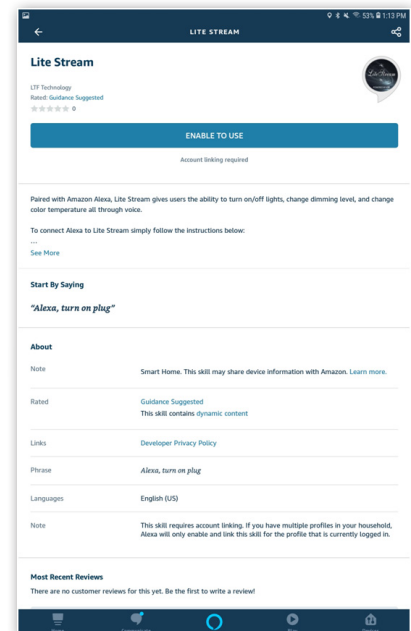 53% 1:13 PM
LITE STREAM
Lite Stream
LTF Technology
Rated: Guidance Suggested
0
Lite Stream
ENABLE TO USE
Account linking required
Paired with Amazon Alexa, Lite Stream gives users the ability to turn on/off lights, change dimming level, and change
color temperature all through voice.
To connect Alexa to Lite Stream simply follow the instructions below:
...
See More
Start By Saying
"Alexa, turn on plug"
About
Note
Smart Home. This skill may share device information with Amazon. Learn more.
Rated
Guidance Suggested
This skill contains dynamic content
Links
Developer Privacy Policy
Phrase
Alexa, turn on plug
Languages
English (US)
Note
This skill requires account linking. If you have multiple profiles in your household,
Alexa will only enable and link this skill for the profile that is currently logged in.
Most Recent Reviews
There are no customer reviews for this yet. Be the first to write a review!